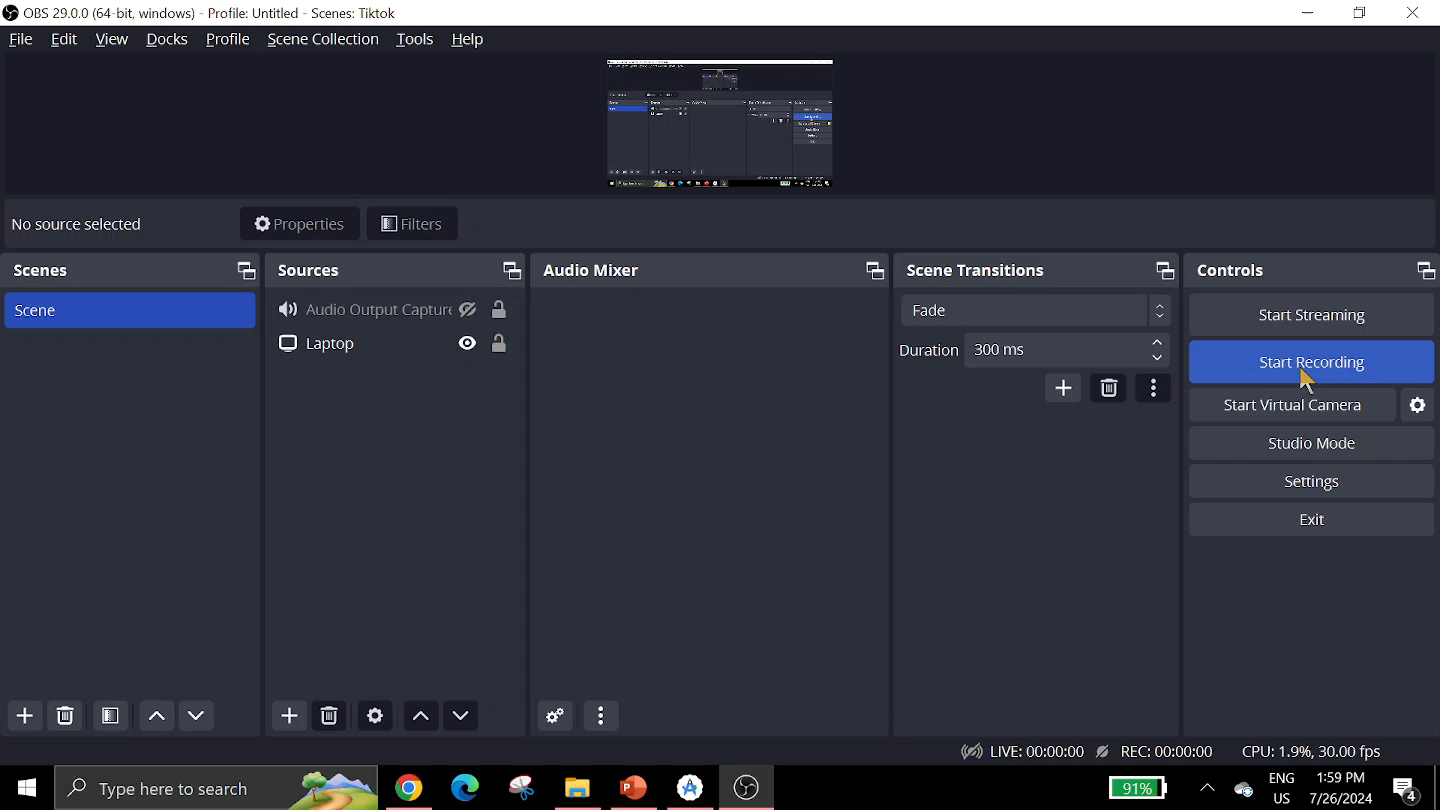 OBS 29.0.0 (64-bit, windows) - Profile: Untitled - Scenes: Tiktok
File Edit View Docks Profile Scene Collection Tools Help
No source selected Properties Filters
Scenes Sources Audio Mixer Scene Transitions Controls
Scene
Audio Output Capture
Laptop
Fade
Duration 300 ms
Start Streaming
Start Recording
Start Virtual Camera
Studio Mode
Settings
Exit
LIVE: 00:00:00 REC: 00:00:00 CPU: 1.9%, 30.00 fps
Type here to search
91%
ENG
US
1:59 PM
7/26/2024
4